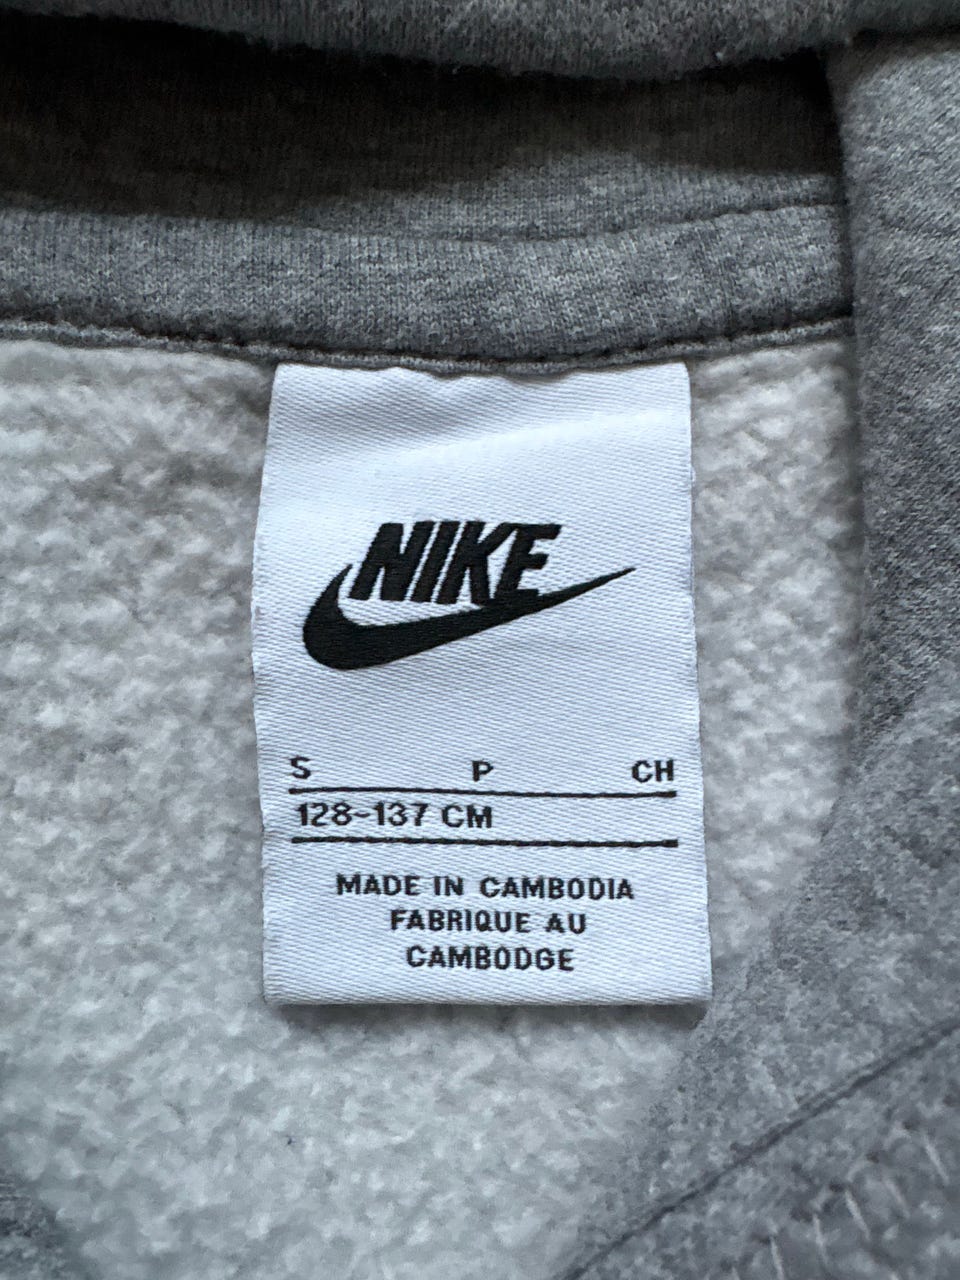 NIKE
S P CH
128-137 CM
MADE IN CAMBODIA
FABRIQUE AU
CAMBODGE